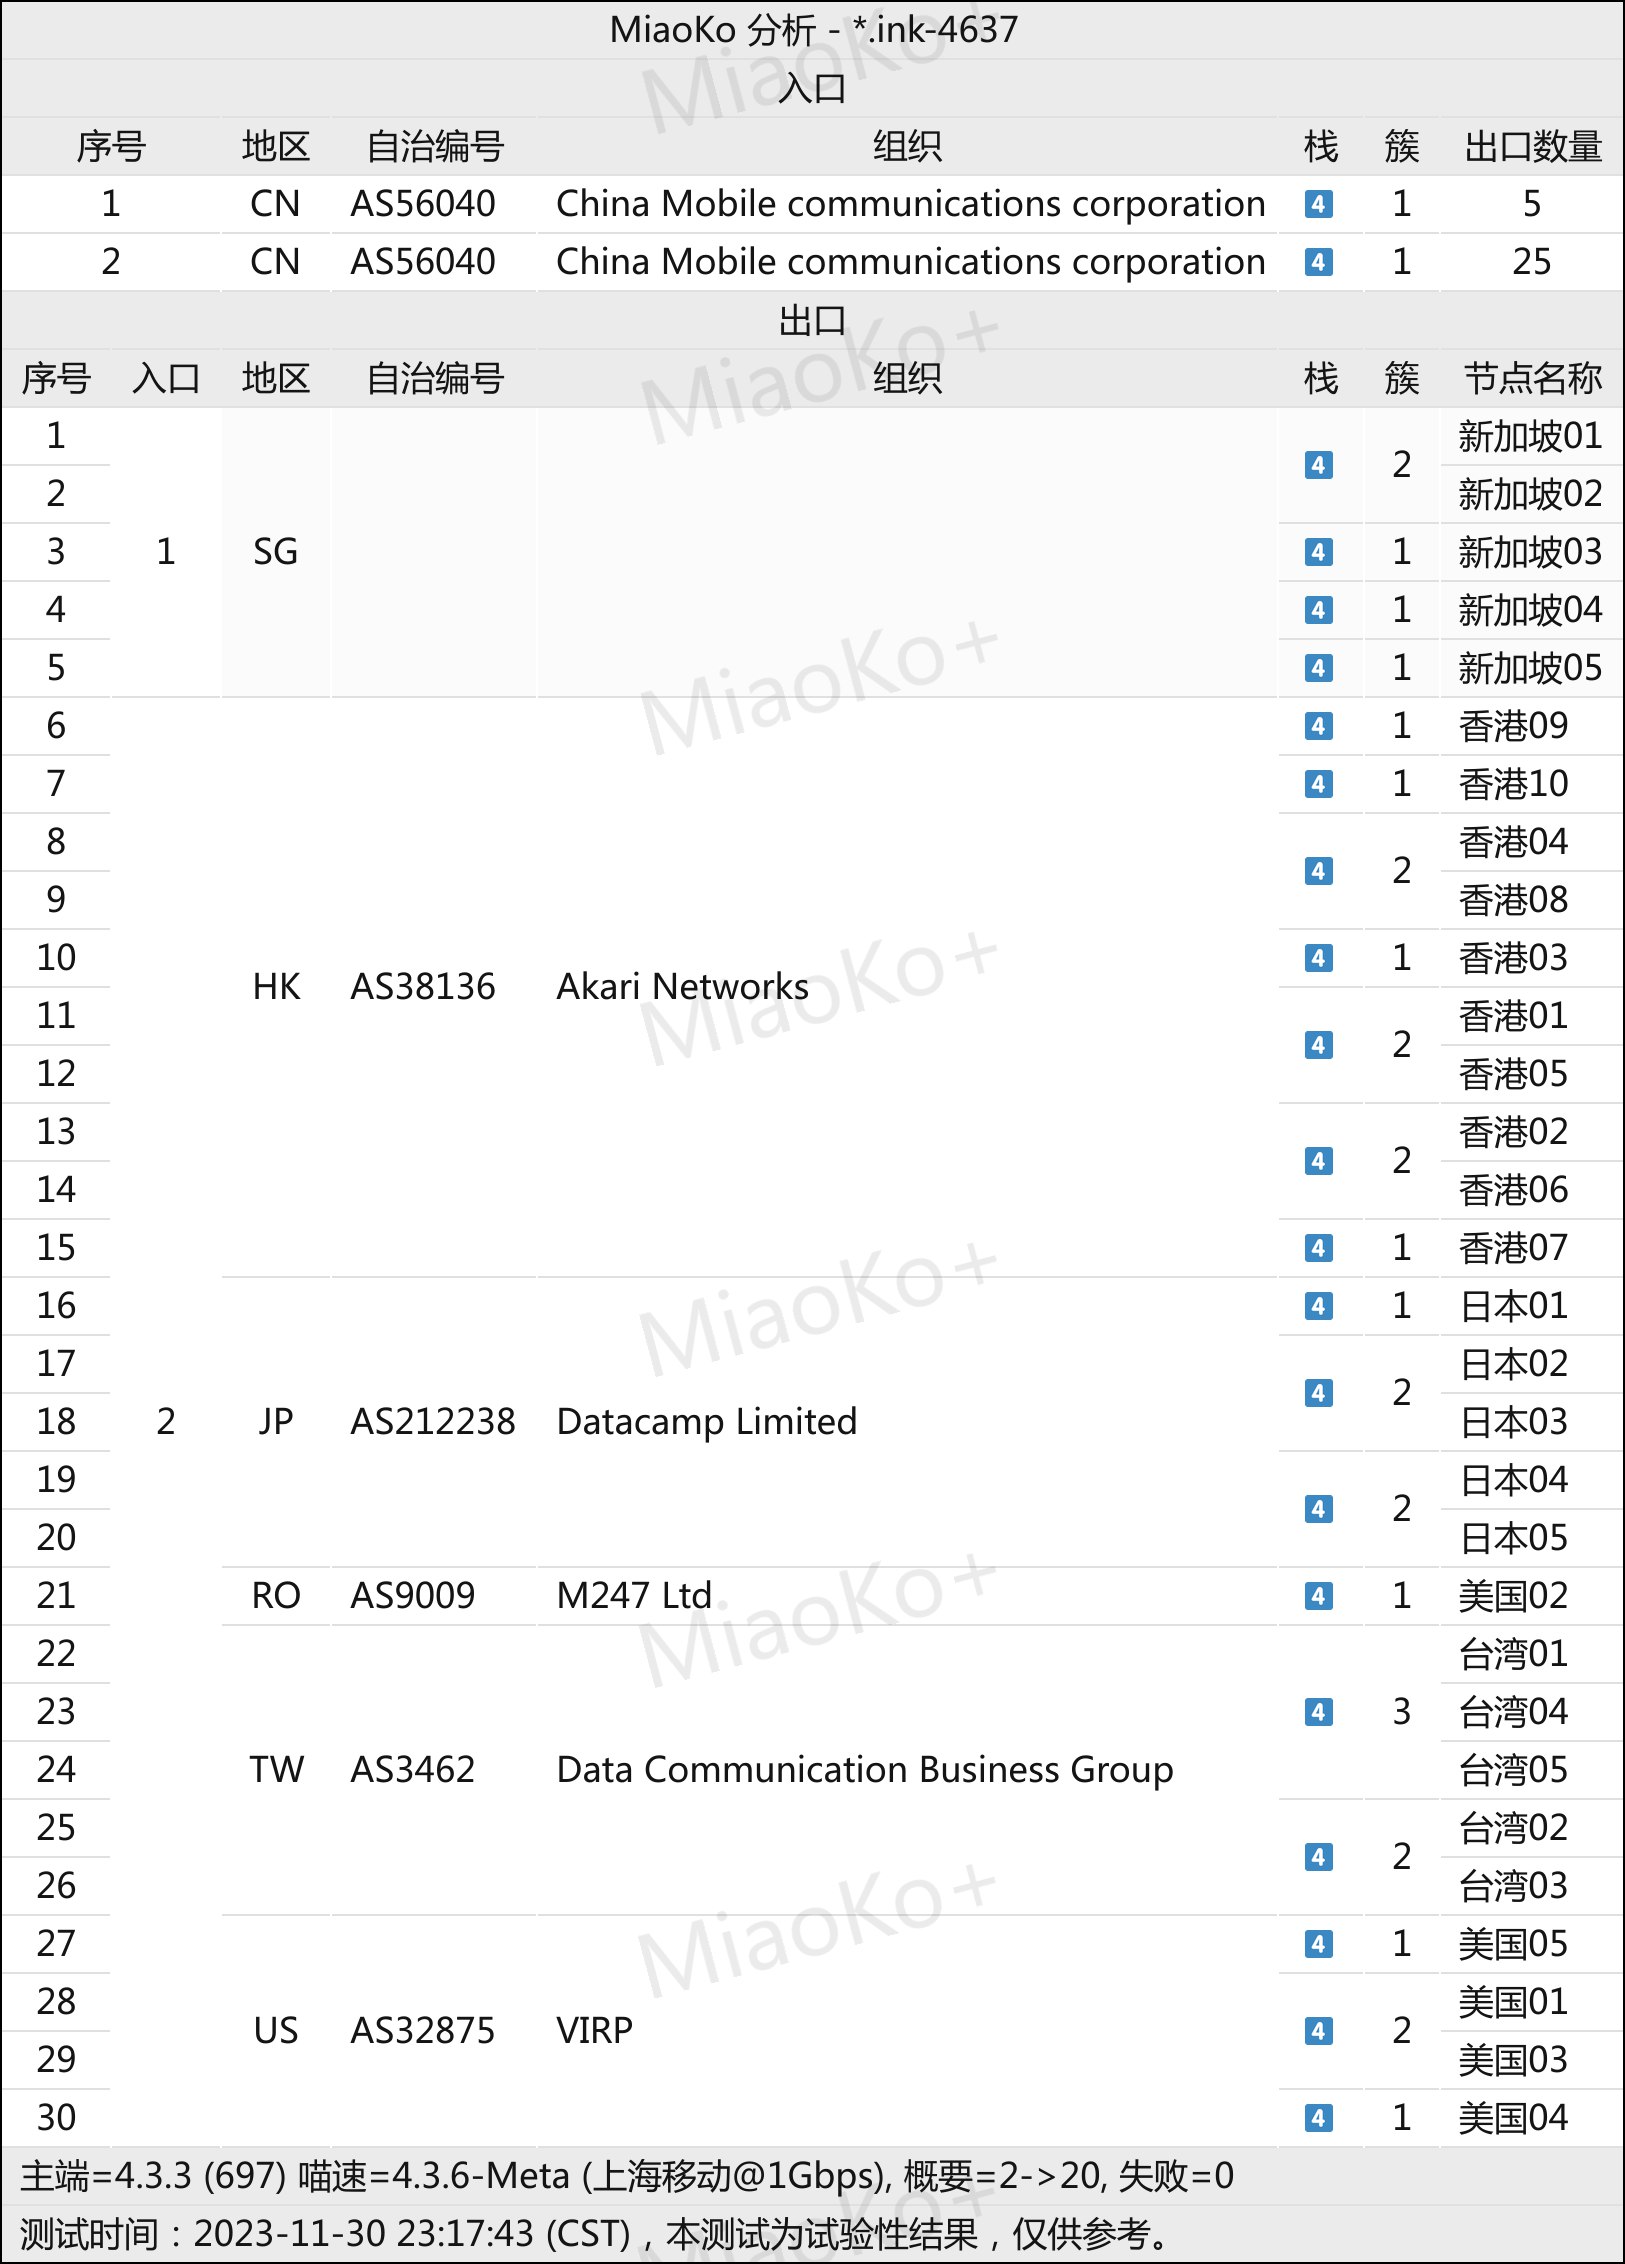 MiaoKo 分析 - *.ink-4637
入口
序号 地区 自治编号 组织 栈 簇 出口数量
1 CN AS56040 China Mobile communications corporation 4 1 5
2 CN AS56040 China Mobile communications corporation 4 1 25
出口
序号 入口 地区 自治编号 组织 栈 簇 节点名称
1 1 SG 4 2 新加坡01
2 新加坡02
3 4 1 新加坡03
4 4 1 新加坡04
5 4 1 新加坡05
6 2 HK AS38136 Akari Networks 4 1 香港09
7 4 1 香港10
8 4 2 香港04
9 香港08
10 4 1 香港03
11 4 2 香港01
12 香港05
13 4 2 香港02
14 香港06
15 4 1 香港07
16 JP AS212238 Datacamp Limited 4 1 日本01
17 4 2 日本02
18 日本03
19 4 2 日本04
20 日本05
21 RO AS9009 M247 Ltd 4 1 美国02
22 TW AS3462 Data Communication Business Group 4 3 台湾01
23 台湾04
24 台湾05
25 4 2 台湾02
26 台湾03
27 US AS32875 VIRP 4 1 美国05
28 4 2 美国01
29 美国03
30 4 1 美国04
主端=4.3.3 (697) 喵速=4.3.6-Meta (上海移动@1Gbps), 概要=2->20, 失败=0
测试时间：2023-11-30 23:17:43 (CST)，本测试为试验性结果，仅供参考。
MiaoKo+
MiaoKo+
MiaoKo+
MiaoKo+
MiaoKo+
MiaoKo+
MiaoKo+
MiaoKo+